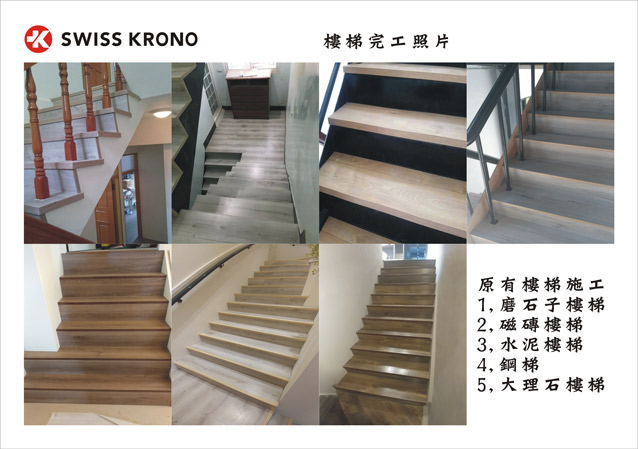 SWISS KRONO
樓梯完工照片
原有樓梯施工
1,磨石子樓梯
2,磁磚樓梯
3,水泥樓梯
4,鋼梯
5,大理石樓梯